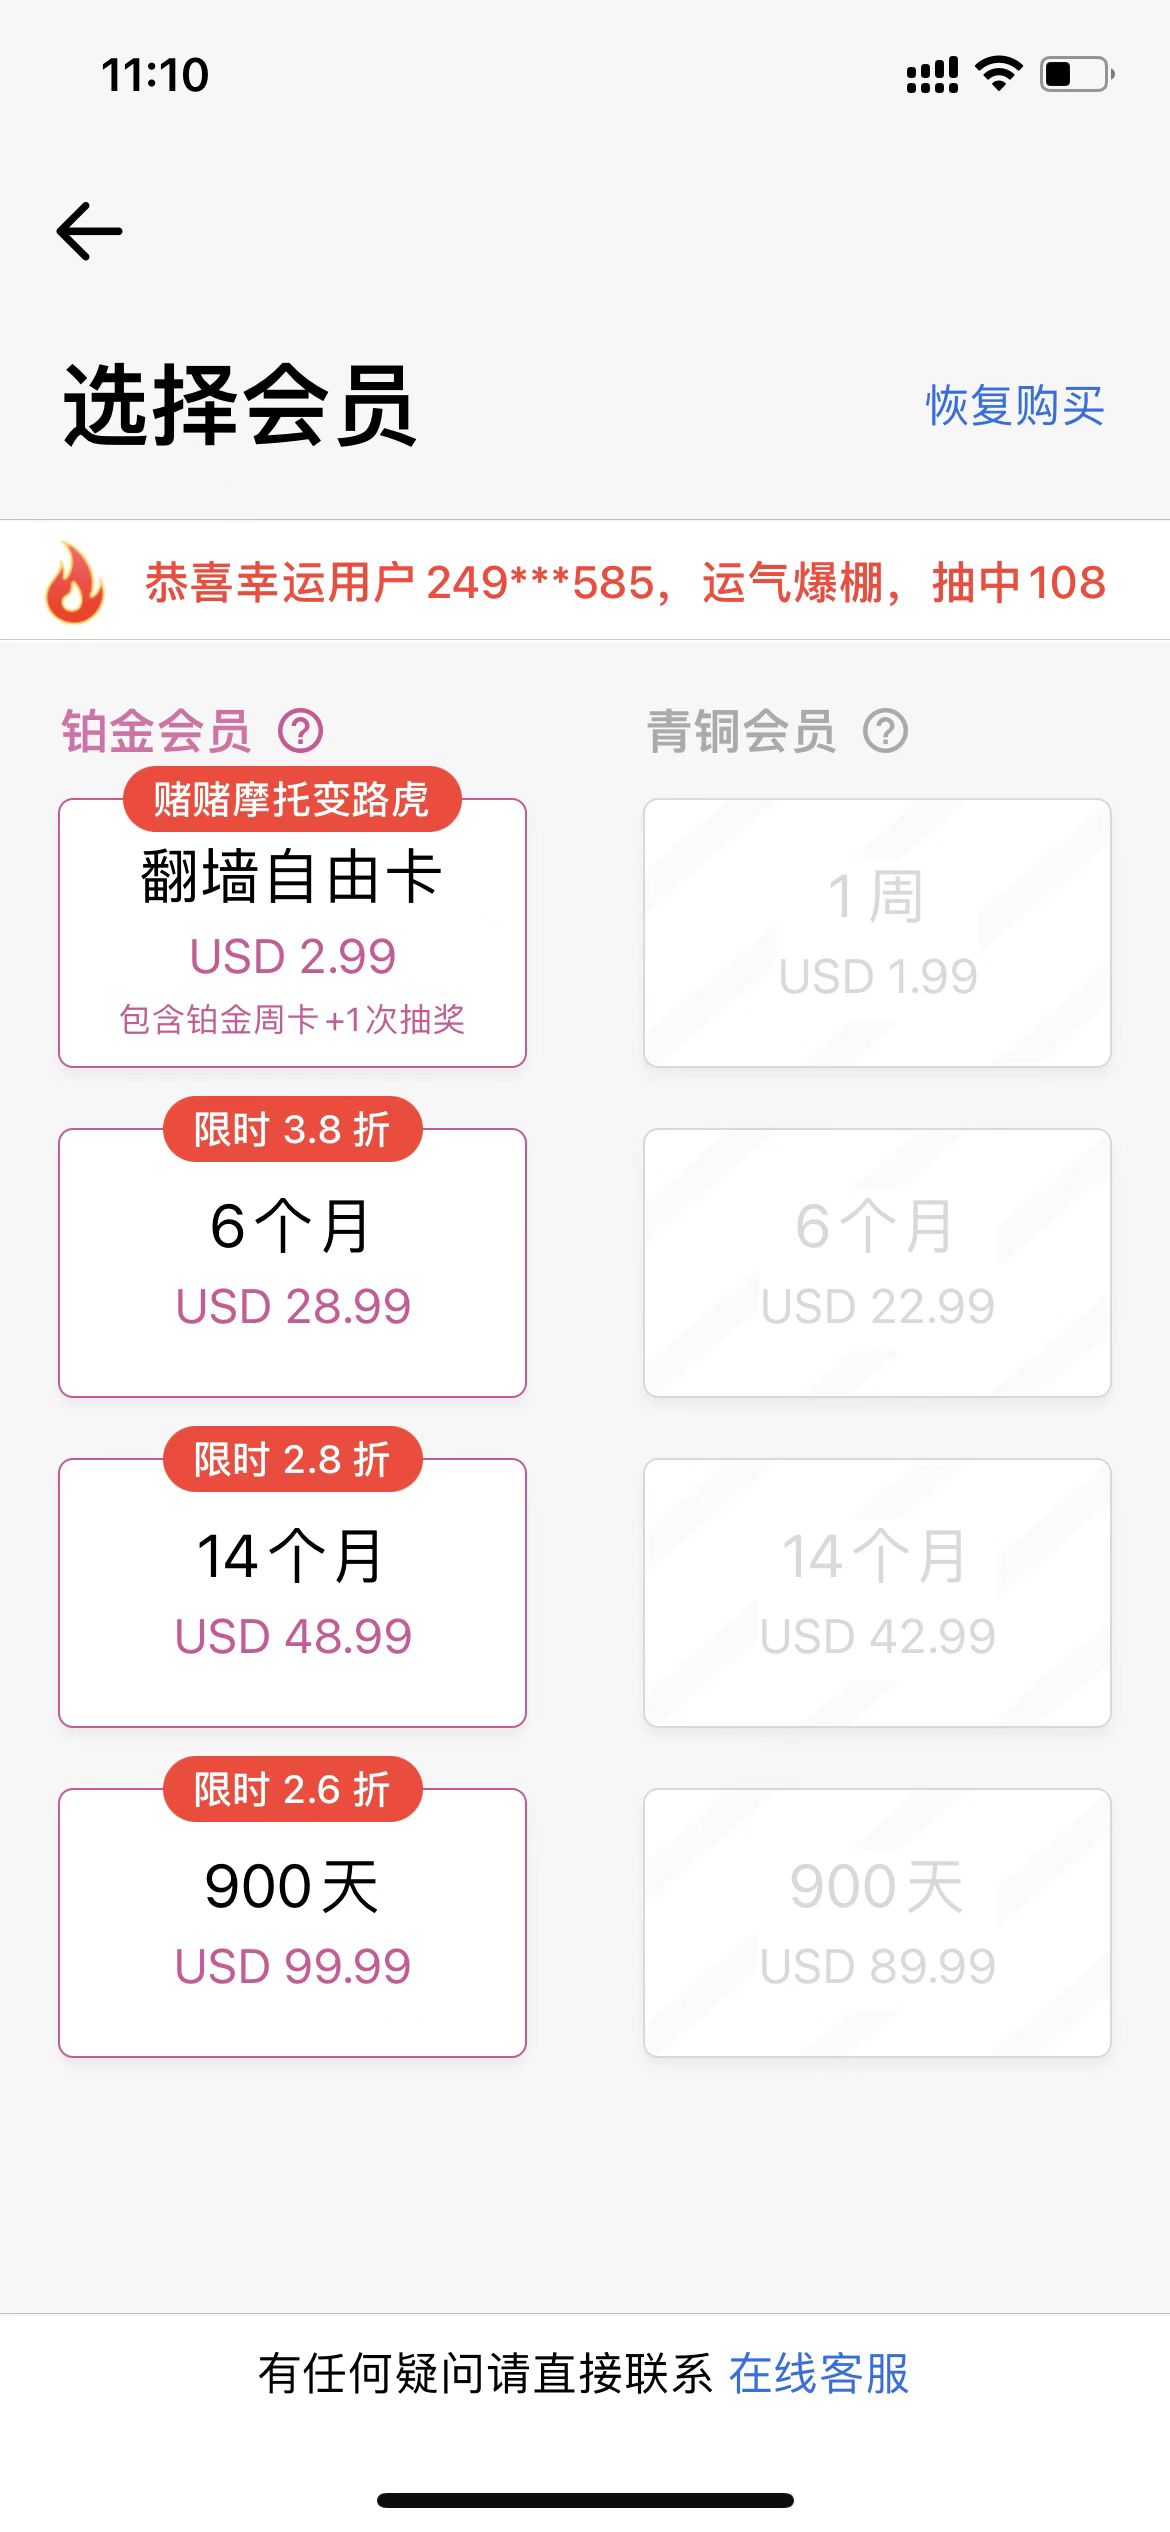 11:10
选择会员
恢复购买
恭喜幸运用户249***585，运气爆棚，抽中108
铂金会员 ?
青铜会员 ?
赌赌摩托变路虎
翻墙自由卡
USD 2.99
包含铂金周卡+1次抽奖
1周
USD 1.99
限时 3.8 折
6个月
USD 28.99
6个月
USD 22.99
限时 2.8 折
14个月
USD 48.99
14个月
USD 42.99
限时 2.6 折
900天
USD 99.99
900天
USD 89.99
有任何疑问请直接联系 在线客服